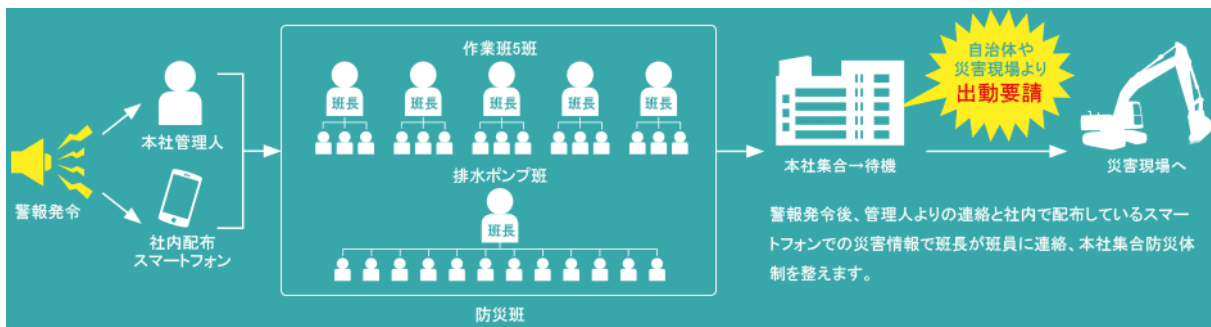 警報発令
本社管理人
社内配布
スマートフォン
作業班5班
班長
班長
班長
班長
班長
排水ポンプ班
班長
防災班
本社集合→待機
自治体や
災害現場より
出動要請
災害現場へ
警報発令後、管理人よりの連絡と社内で配布しているスマー
トフォンでの災害情報で班長が班員に連絡、本社集合防災体
制を整えます。